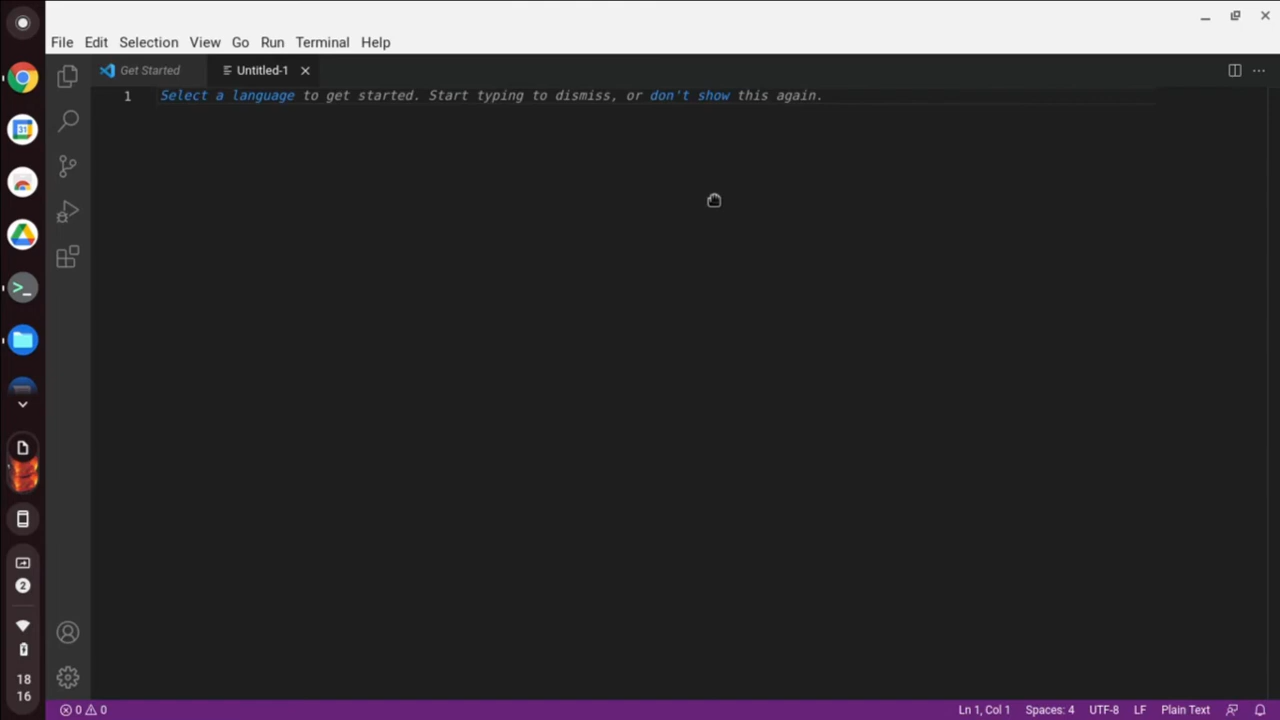 File Edit Selection View Go Run Terminal Help
Get Started Untitled-1
1 Select a language to get started. Start typing to dismiss, or don't show this again.
31
>_
2
18
16
0 0 Ln 1, Col 1 Spaces: 4 UTF-8 LF Plain Text